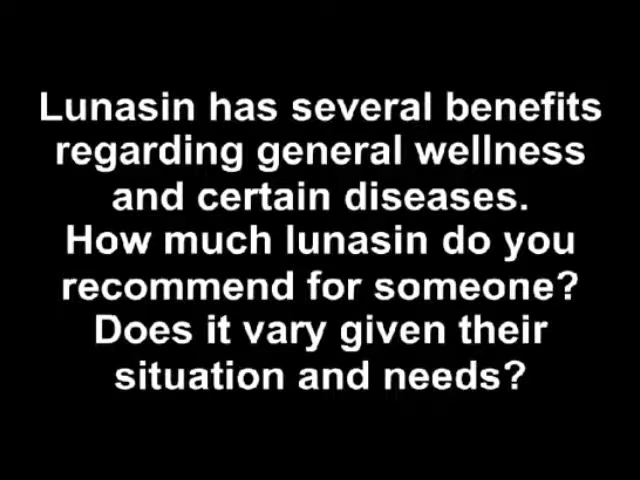 Lunasin has several benefits
regarding general wellness
and certain diseases.
How much lunasin do you
recommend for someone?
Does it vary given their
situation and needs?